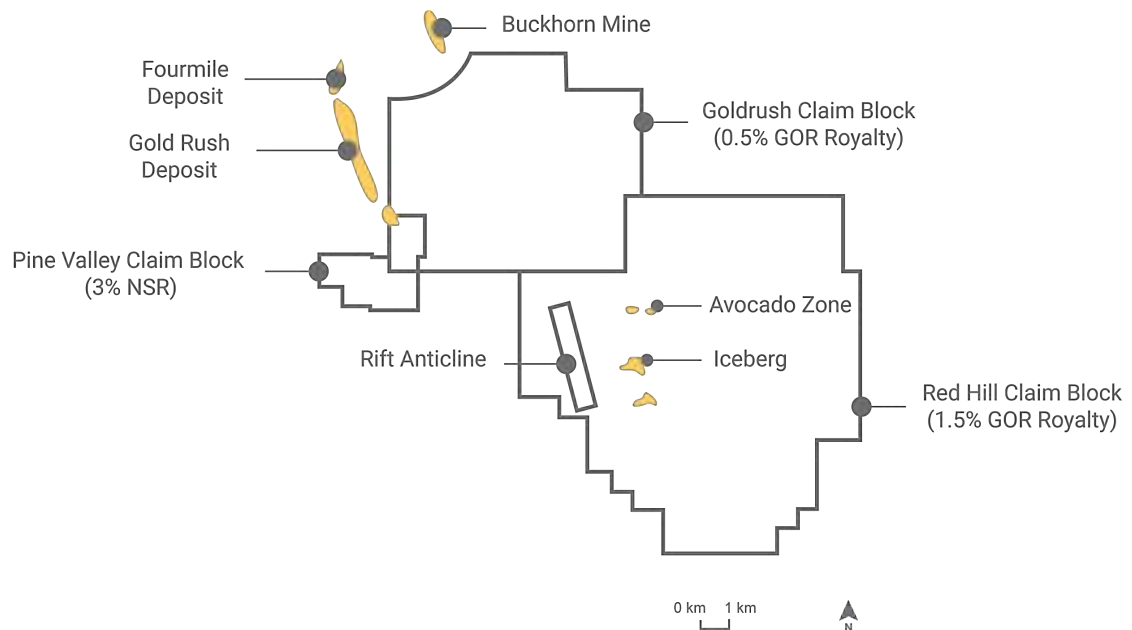 Buckhorn Mine
Fourmile
Deposit
Goldrush Claim Block
(0.5% GOR Royalty)
Gold Rush
Deposit
Pine Valley Claim Block
(3% NSR)
Avocado Zone
Rift Anticline
Iceberg
Red Hill Claim Block
(1.5% GOR Royalty)
0 km 1 km
N